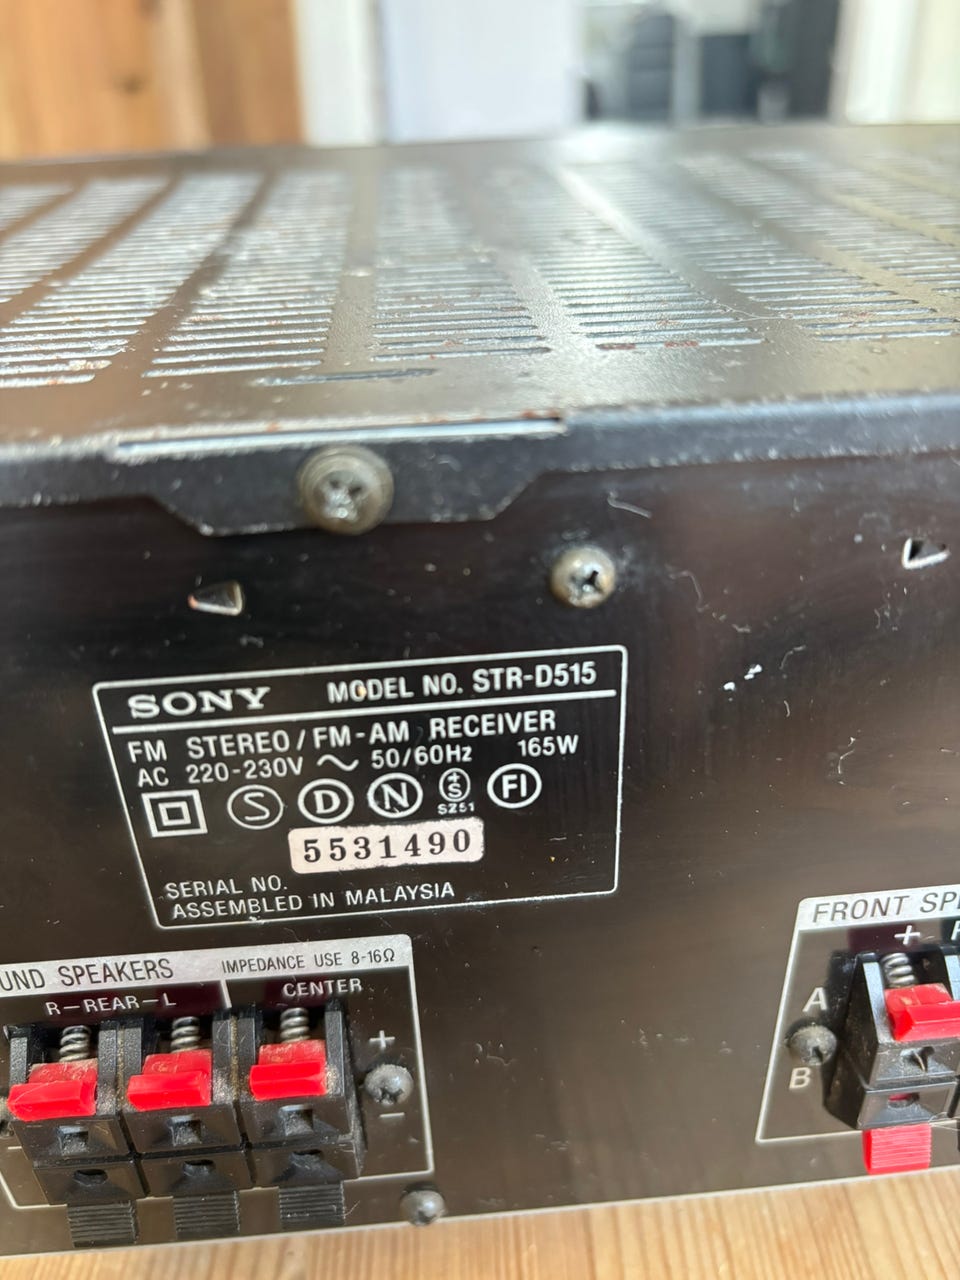 SONY MODEL NO. STR-D515
FM STEREO/FM-AM RECEIVER
AC 220-230V ~ 50/60Hz 165W
S D N +S FI
SZ51
5531490
SERIAL NO.
ASSEMBLED IN MALAYSIA
UND SPEAKERS IMPEDANCE USE 8-16Ω
R-REAR-L CENTER
+
-
FRONT SPE
+
A
B